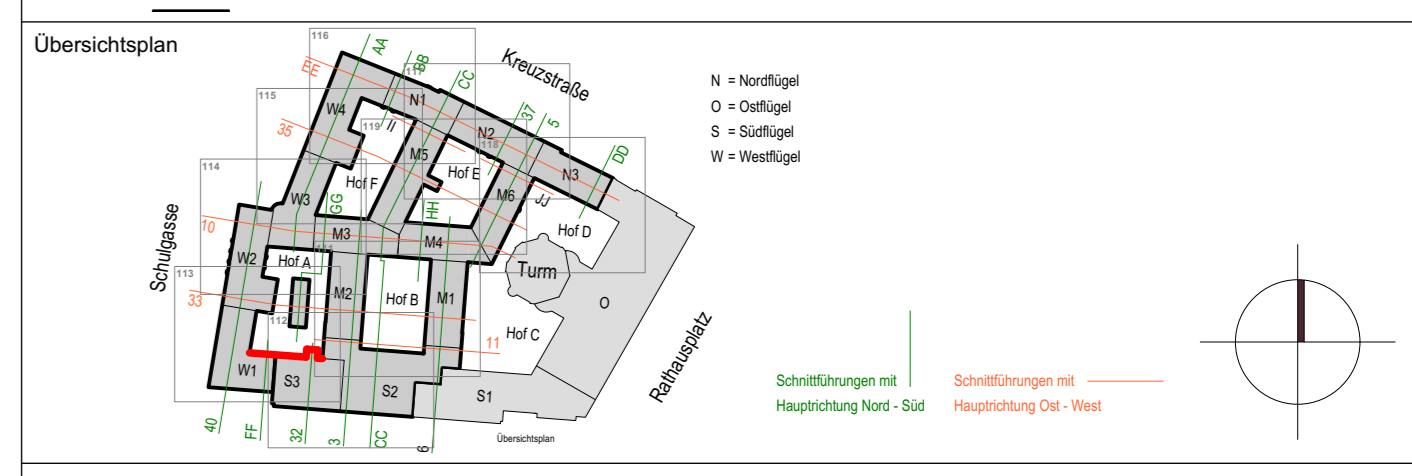 Übersichtsplan
116
AA
BB
117
CC
Kreuzstraße
EE
N = Nordflügel
O = Ostflügel
S = Südflügel
W = Westflügel
115
W4
N1
37
5
35
119
II
N2
118
DD
M5
Hof E
N3
114
Hof F
M6
JJ
W3
GG
HH
Schulgasse
10
M3
M4
Hof D
111
W2
Hof A
Turm
113
33
M2
Hof B
M1
O
112
Hof C
11
Rathausplatz
W1
S3
S2
S1
Schnittführungen mit
Hauptrichtung Nord - Süd
Schnittführungen mit
Hauptrichtung Ost - West
40
FF
32
3
CC
6
Übersichtsplan